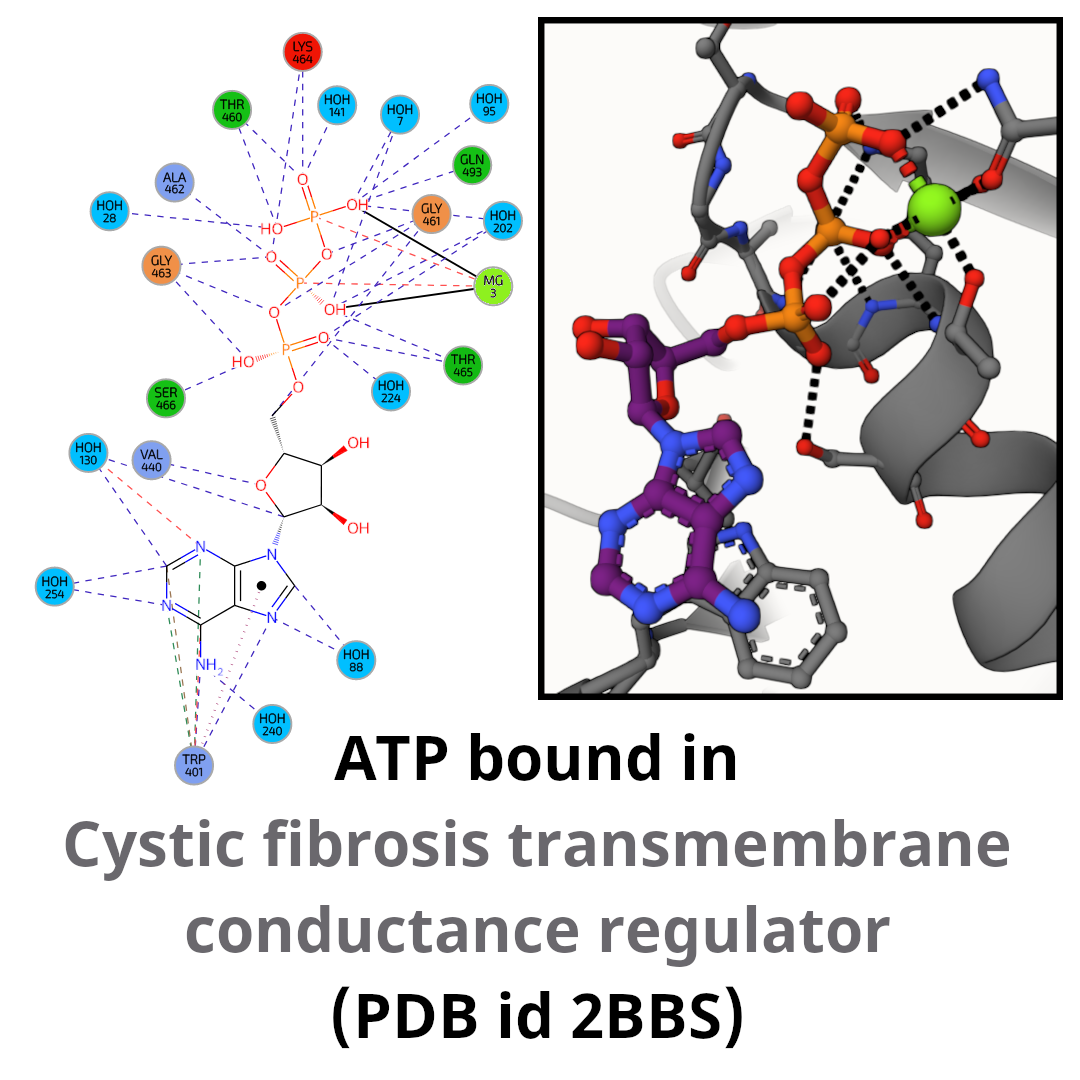 LYS
464
THR
460
HOH
141
HOH
7
HOH
95
GLN
493
ALA
462
HOH
28
GLY
461
HOH
202
GLY
463
MG
3
THR
465
SER
466
HOH
224
HOH
130
VAL
440
HOH
254
HOH
88
HOH
240
TRP
401
O
P
OH
HO
O
O
P
OH
O
P
O
HO
O
O
OH
OH
N
N
N
N
NH2
ATP bound in
Cystic fibrosis transmembrane
conductance regulator
(PDB id 2BBS)